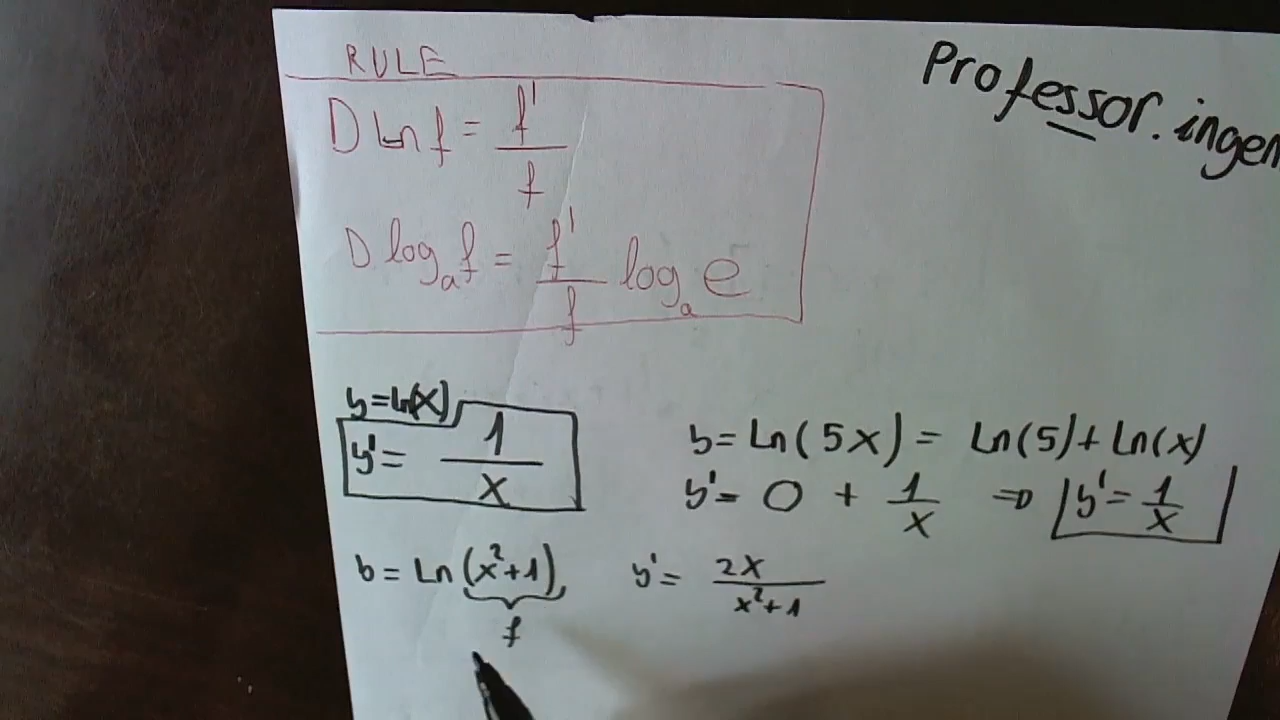 RULE
D ln f = f' / f
D log_a f = f' / f log_a e
Professor.ingen
y=ln(x)
y' = 1 / x
y = Ln(5x) = Ln(5) + Ln(x)
y' = 0 + 1 / x ⇒ y' = 1 / x
y = Ln(x²+1)
f
y' = 2x / x²+1